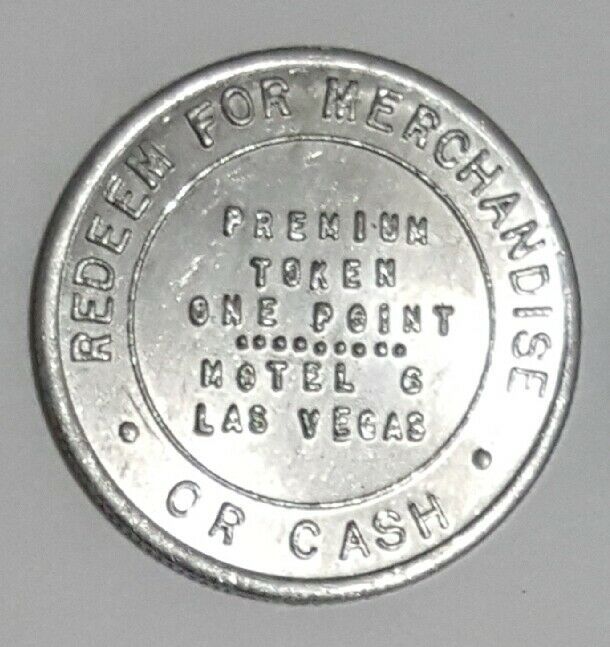 REDEEM FOR MERCHANDISE
PREMIUM
TOKEN
ONE POINT
MOTEL 6
LAS VEGAS
OR CASH